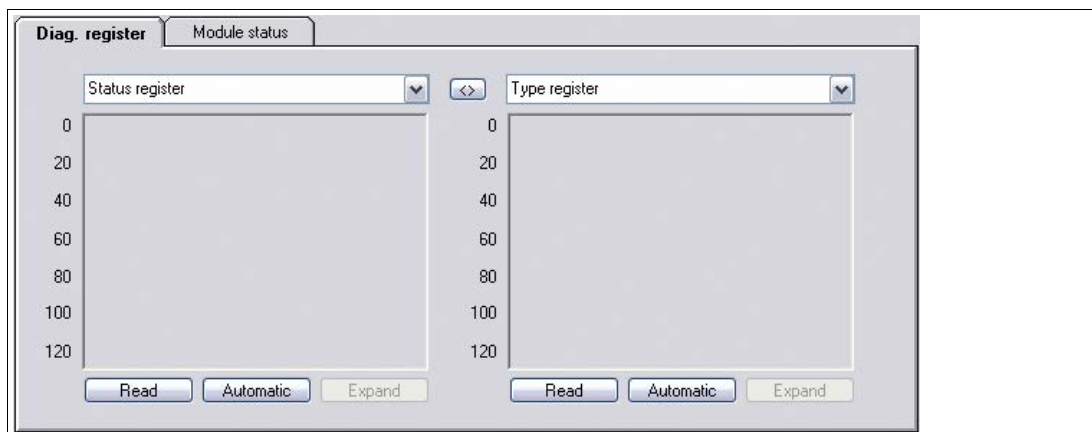 Diag. register Module status
Status register <> Type register
0 0
20 20
40 40
60 60
80 80
100 100
120 120
Read Automatic Expand Read Automatic Expand